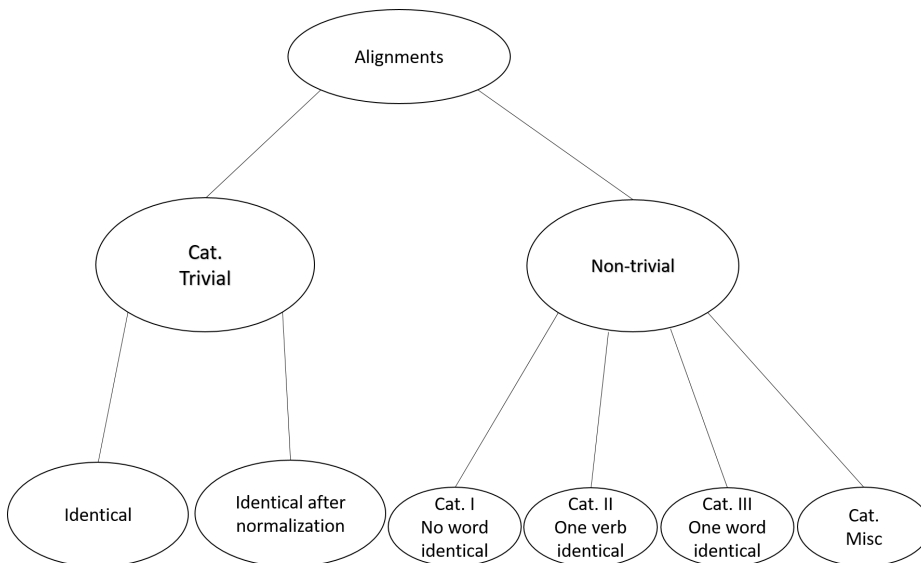 Alignments
Cat.
Trivial
Non-trivial
Identical
Identical after
normalization
Cat. I
No word
identical
Cat. II
One verb
identical
Cat. III
One word
identical
Cat.
Misc